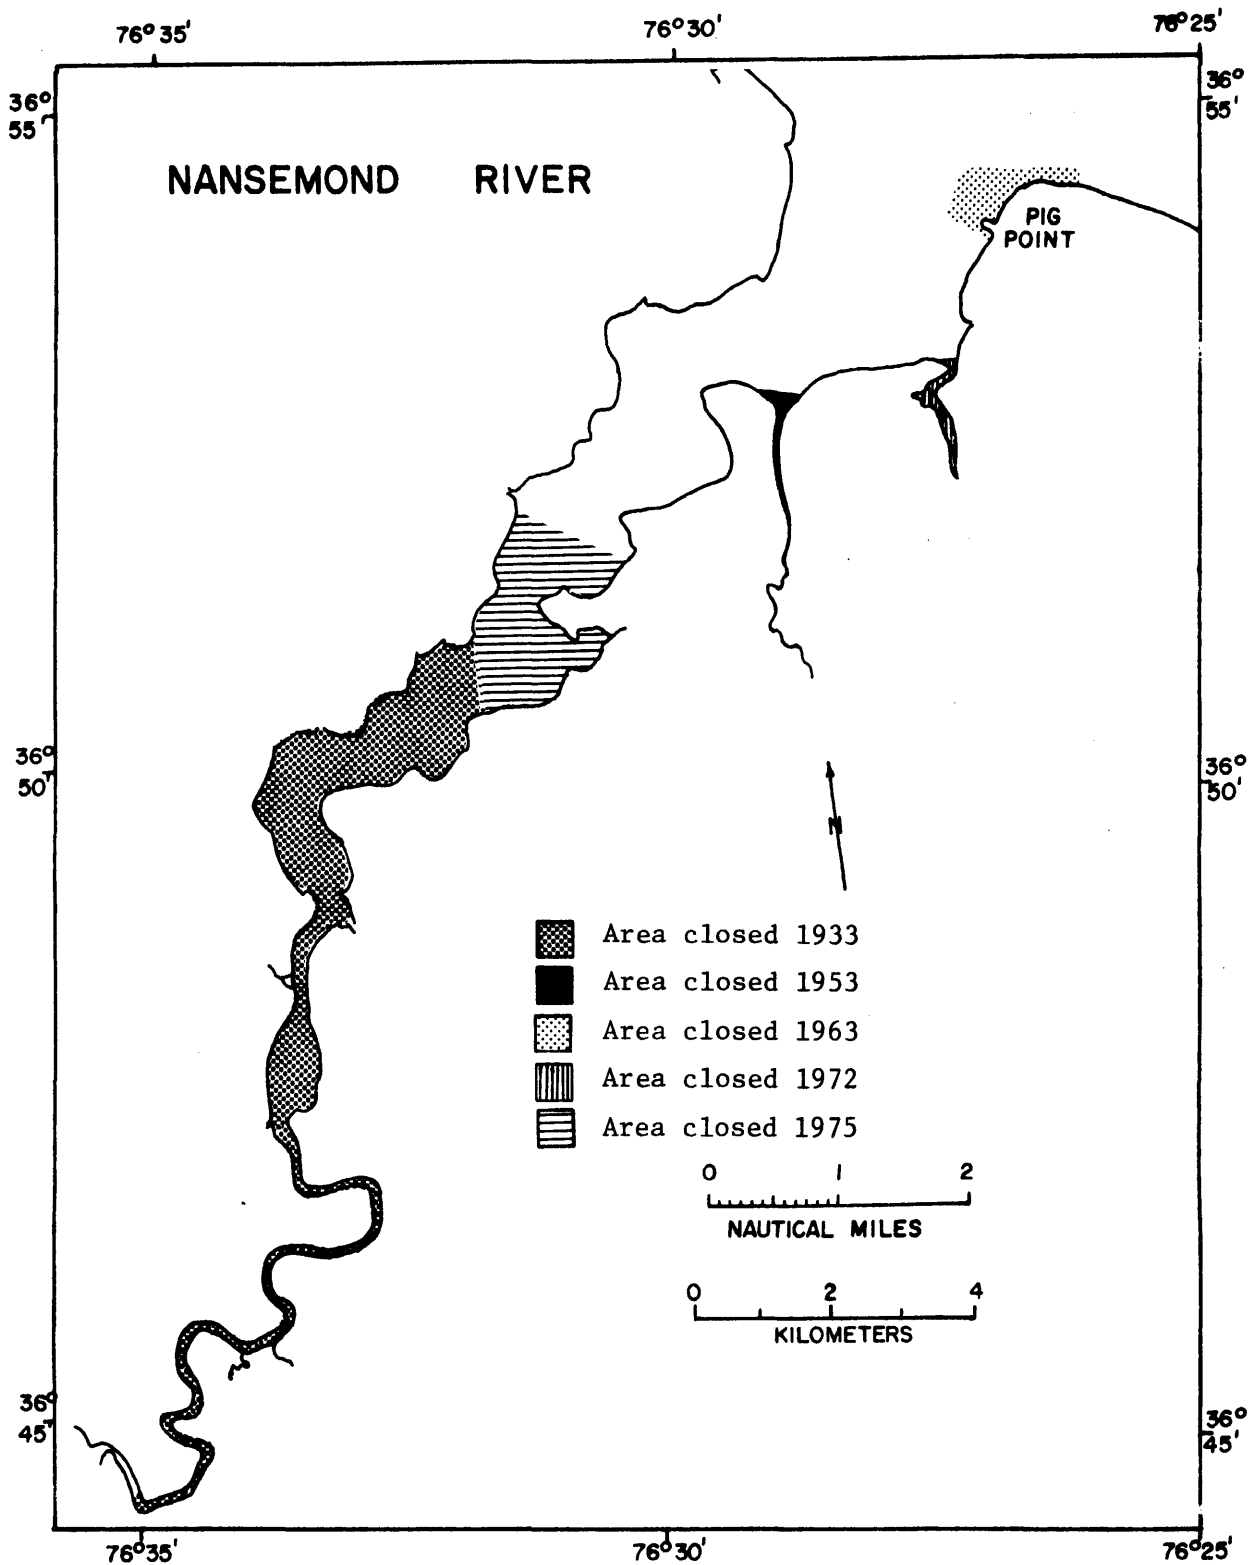 76°35' 76°30' 76°25'
36°
55'
36°
55'
NANSEMOND RIVER
PIG
POINT
36°
50'
36°
50'
N
Area closed 1933
Area closed 1953
Area closed 1963
Area closed 1972
Area closed 1975
0 1 2
NAUTICAL MILES
0 2 4
KILOMETERS
36°
45'
36°
45'
76°35' 76°30' 76°25'